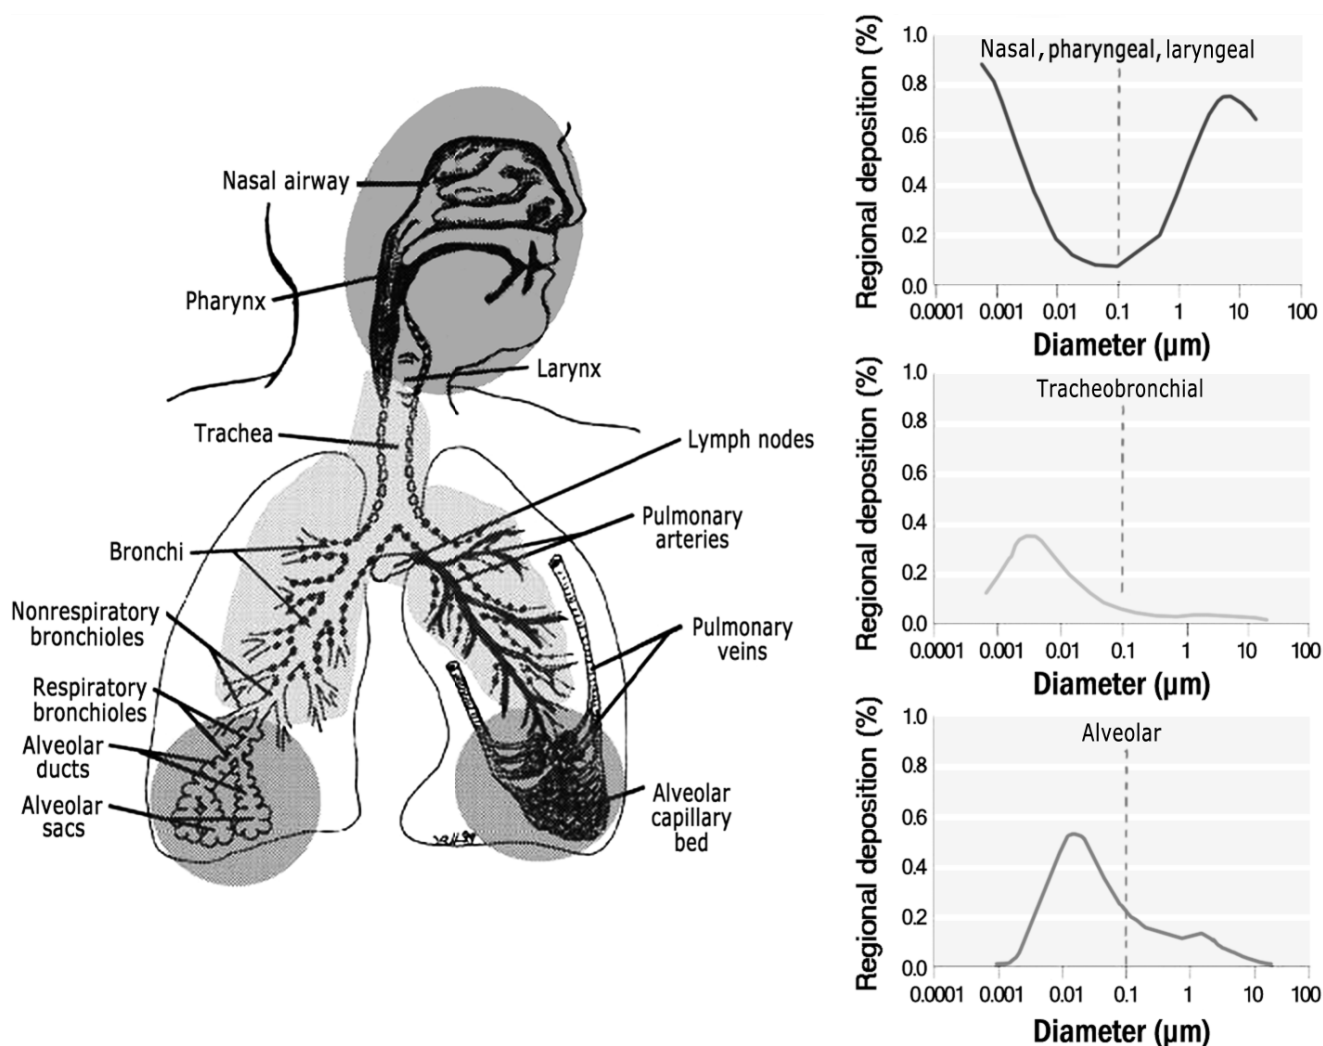 Nasal airway
Pharynx
Larynx
Trachea
Lymph nodes
Pulmonary
arteries
Bronchi
Nonrespiratory
bronchioles
Pulmonary
veins
Respiratory
bronchioles
Alveolar
ducts
Alveolar
sacs
Alveolar
capillary
bed
Regional deposition (%)
1.0
0.8
0.6
0.4
0.2
0.0
Nasal, pharyngeal, laryngeal
0.0001 0.001 0.01 0.1 1 10 100
Diameter (µm)
Regional deposition (%)
1.0
0.8
0.6
0.4
0.2
0.0
Tracheobronchial
0.0001 0.001 0.01 0.1 1 10 100
Diameter (µm)
Regional deposition (%)
1.0
0.8
0.6
0.4
0.2
0.0
Alveolar
0.0001 0.001 0.01 0.1 1 10 100
Diameter (µm)